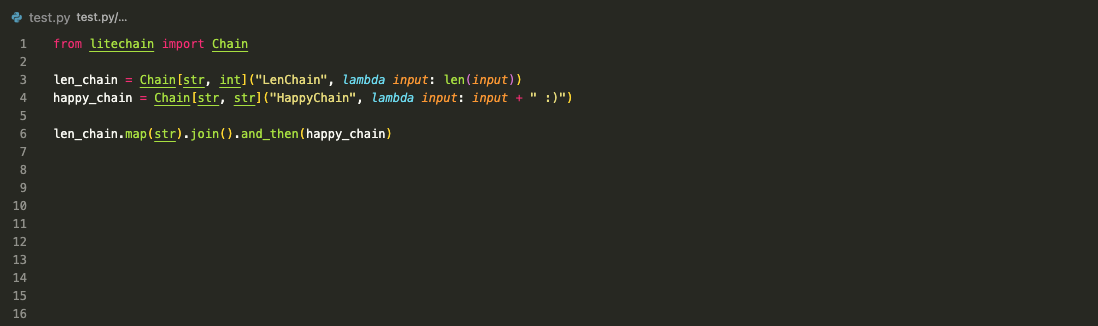 test.py test.py/...
1 from litechain import Chain
2
3 len_chain = Chain[str, int]("LenChain", lambda input: len(input))
4 happy_chain = Chain[str, str]("HappyChain", lambda input: input + " :)")
5
6 len_chain.map(str).join().and_then(happy_chain)
7
8
9
10
11
12
13
14
15
16